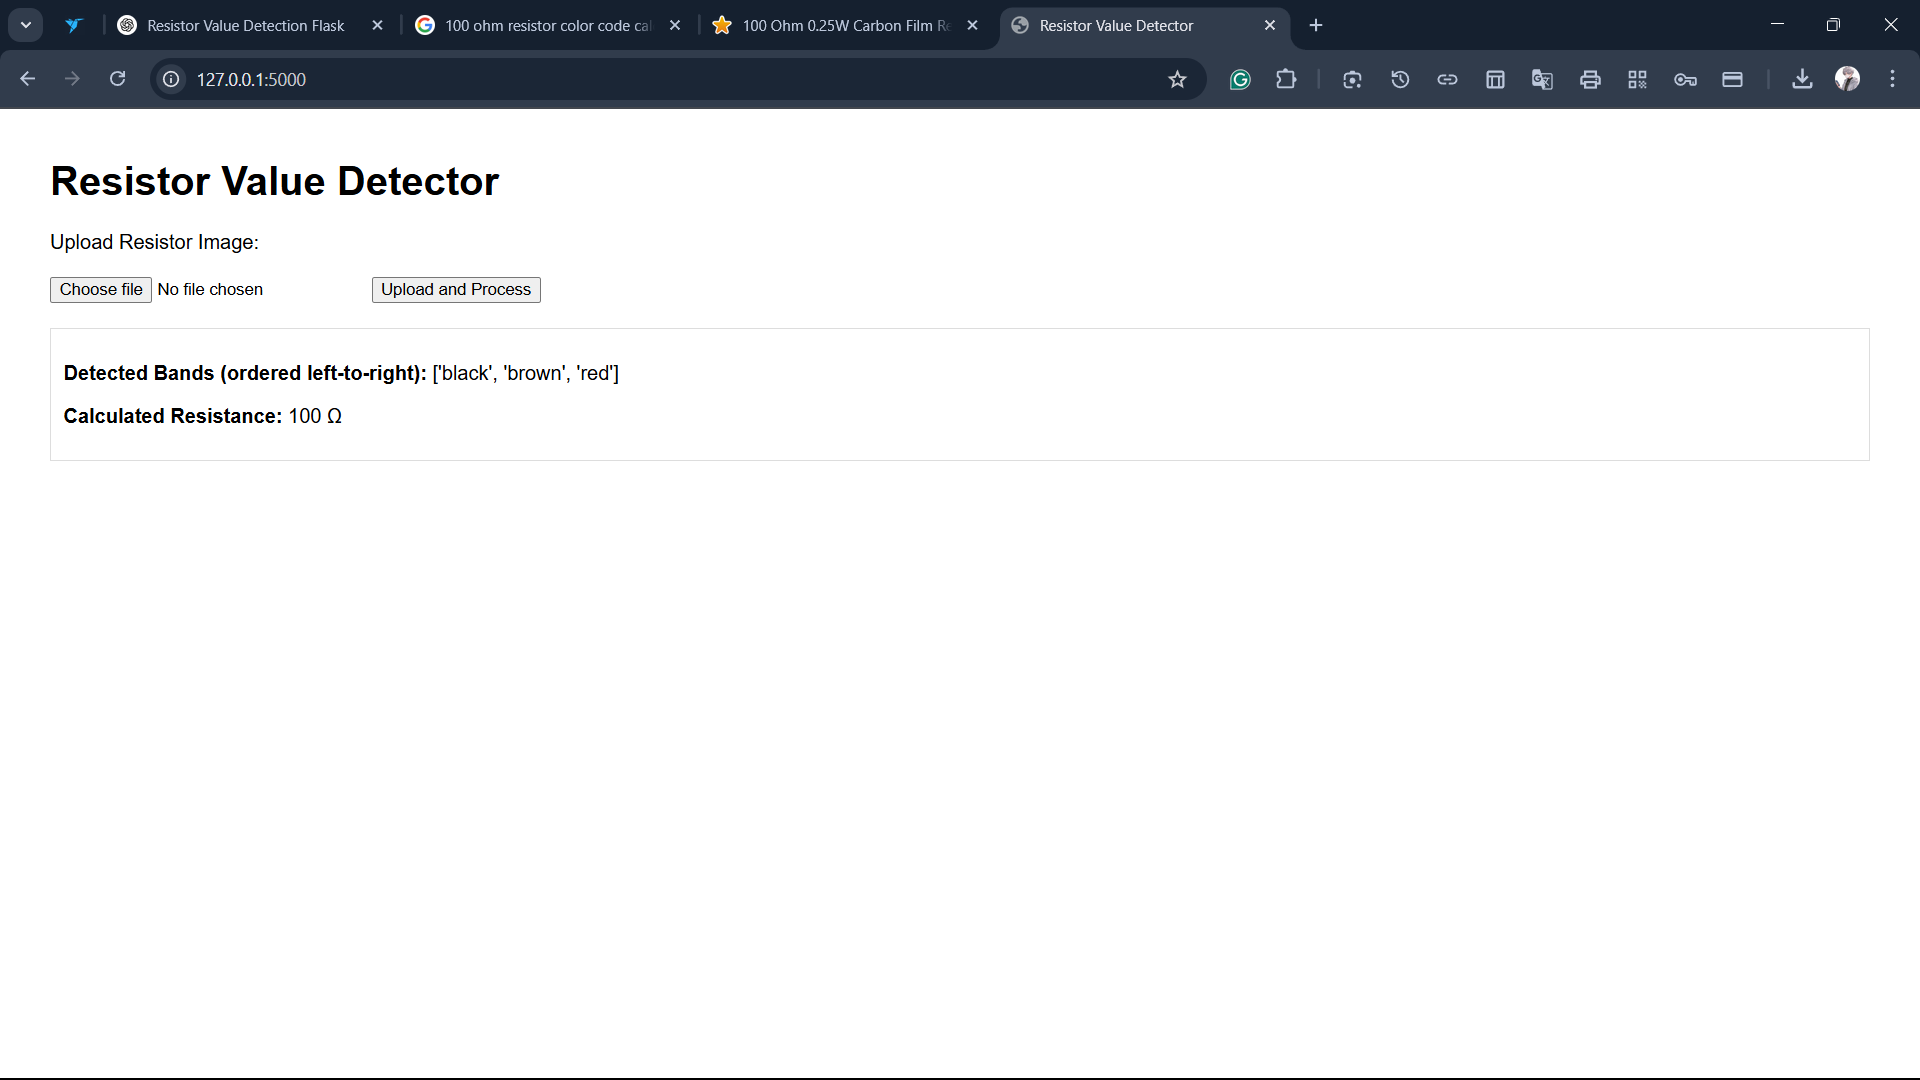 Resistor Value Detection Flask
100 ohm resistor color code cal
100 Ohm 0.25W Carbon Film Re
Resistor Value Detector
127.0.0.1:5000
Resistor Value Detector
Upload Resistor Image:
Choose file No file chosen Upload and Process
Detected Bands (ordered left-to-right): ['black', 'brown', 'red']
Calculated Resistance: 100 Ω